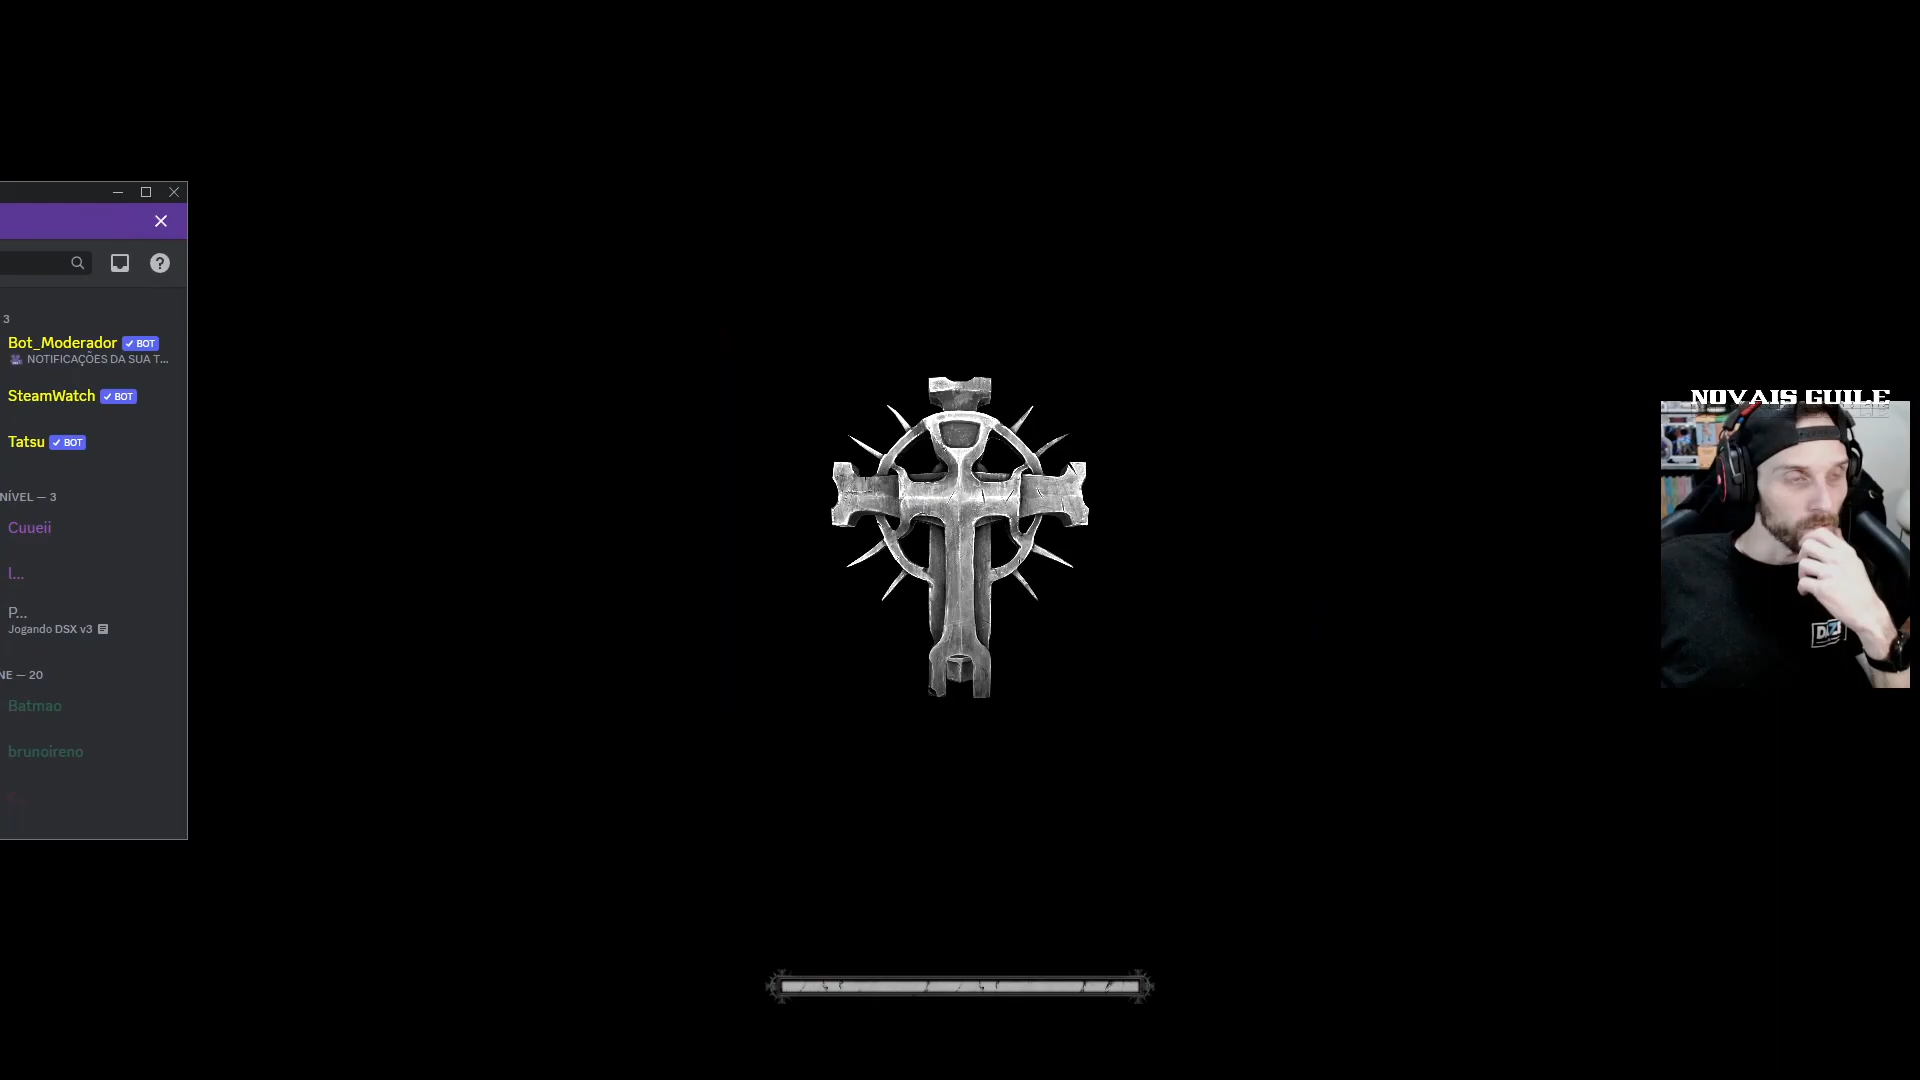 3
Bot_Moderador BOT
NOTIFICAÇÕES DA SUA T...
SteamWatch BOT
Tatsu BOT
NÍVEL — 3
Cuueii
l...
P...
Jogando DSX v3
NE — 20
Batmao
brunoireno
NOVAIS GUILE